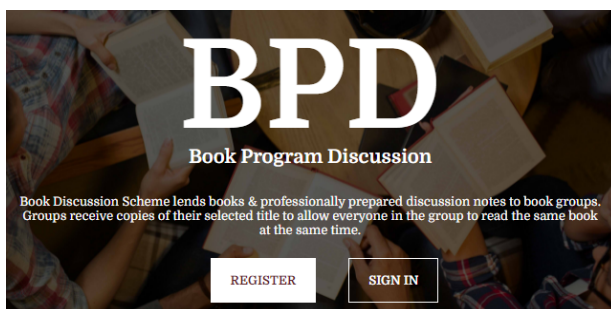 BPD
Book Program Discussion
Book Discussion Scheme lends books & professionally prepared discussion notes to book groups.
Groups receive copies of their selected title to allow everyone in the group to read the same book
at the same time.
REGISTER
SIGN IN